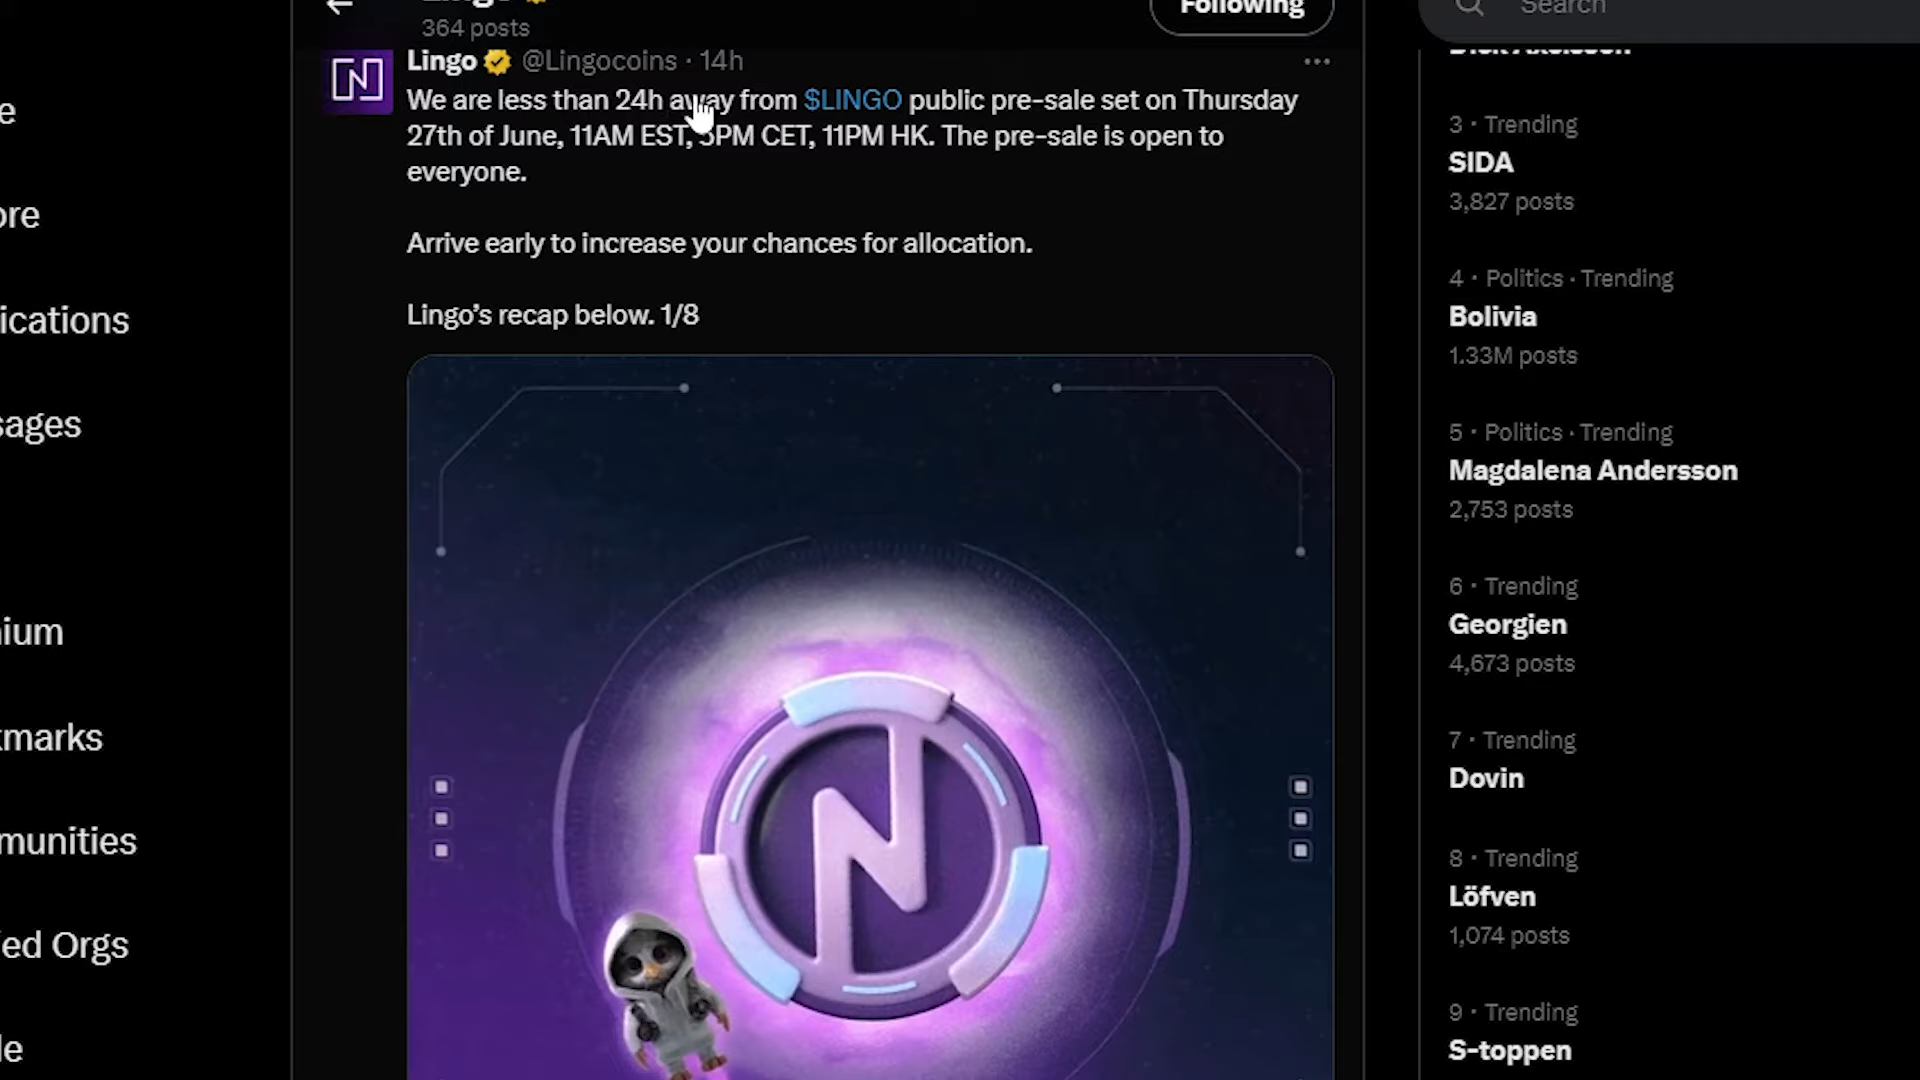 364 posts
Following
Search
Lingo @Lingocoins · 14h
We are less than 24h away from $LINGO public pre-sale set on Thursday
27th of June, 11AM EST, 5PM CET, 11PM HK. The pre-sale is open to
everyone.
Arrive early to increase your chances for allocation.
Lingo’s recap below. 1/8
e
ore
ications
sages
nium
kmarks
munities
ed Orgs
le
3 · Trending
SIDA
3,827 posts
4 · Politics · Trending
Bolivia
1.33M posts
5 · Politics · Trending
Magdalena Andersson
2,753 posts
6 · Trending
Georgien
4,673 posts
7 · Trending
Dovin
8 · Trending
Löfven
1,074 posts
9 · Trending
S-toppen